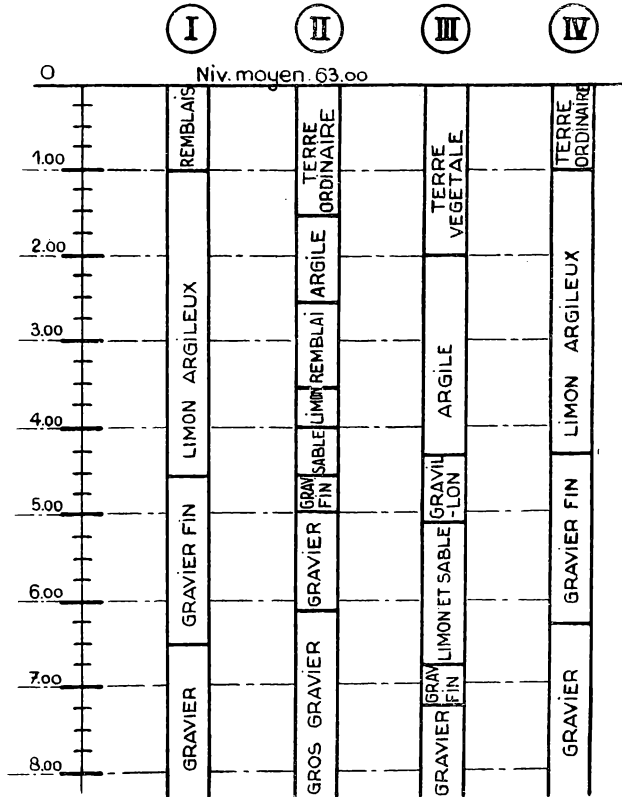 I
II
III
IV
0
Niv. moyen. 63.00
1.00
2.00
3.00
4.00
5.00
6.00
7.00
8.00
REMBLAIS
LIMON ARGILEUX
GRAVIER FIN
GRAVIER
TERRE
ORDINAIRE
ARGILE
REMBLAI
LIMON
SABLE
GRAV
FIN
GRAVIER
GROS GRAVIER
TERRE
VEGETALE
ARGILE
GRAVIL
-LON
LIMON ET SABLE
GRAV
FIN
GRAVIER
TERRE
ORDINAIRE
LIMON ARGILEUX
GRAVIER FIN
GRAVIER